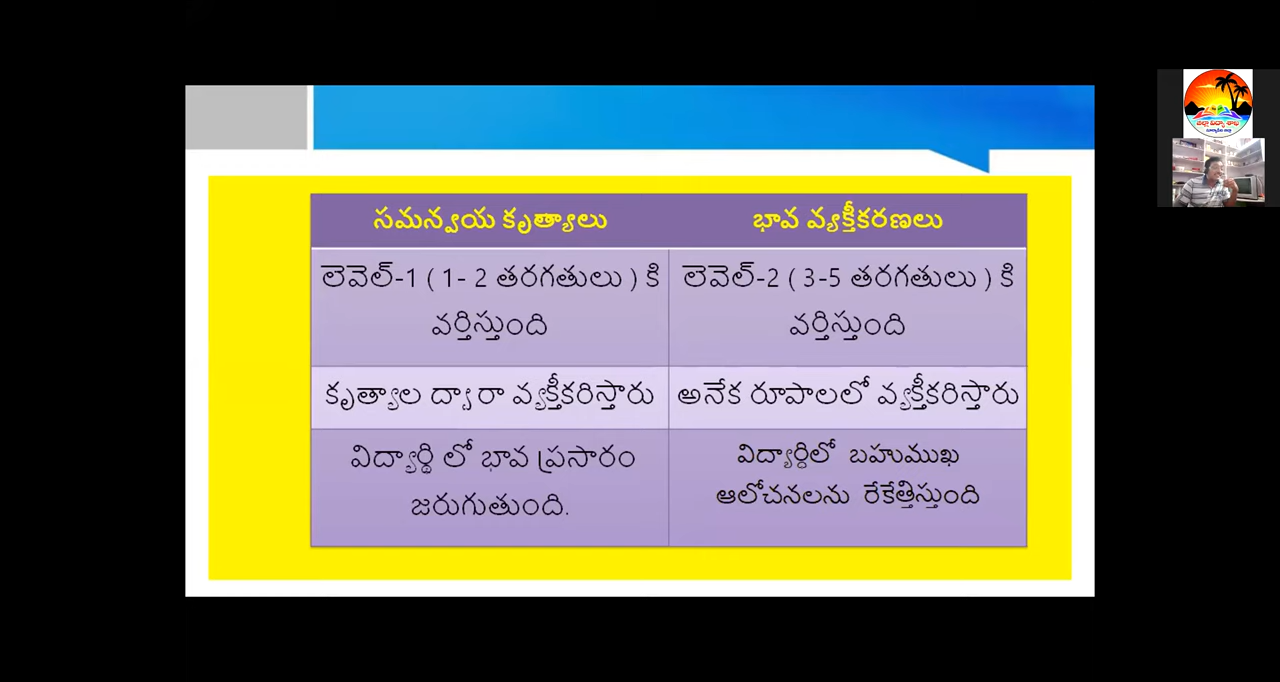 సమన్వయ కృత్యాలు
భావ వ్యక్తీకరణలు
లెవెల్-1 ( 1- 2 తరగతులు ) కి
వర్తిస్తుంది
లెవెల్-2 ( 3-5 తరగతులు ) కి
వర్తిస్తుంది
కృత్యాల ద్వారా వ్యక్తీకరిస్తారు
అనేక రూపాలలో వ్యక్తీకరిస్తారు
విద్యార్థి లో భావ ప్రసారం
జరుగుతుంది.
విద్యార్ధిలో బహుముఖ
ఆలోచనలను రేకేత్తిస్తుంది
జిల్లా విద్యా శాఖ